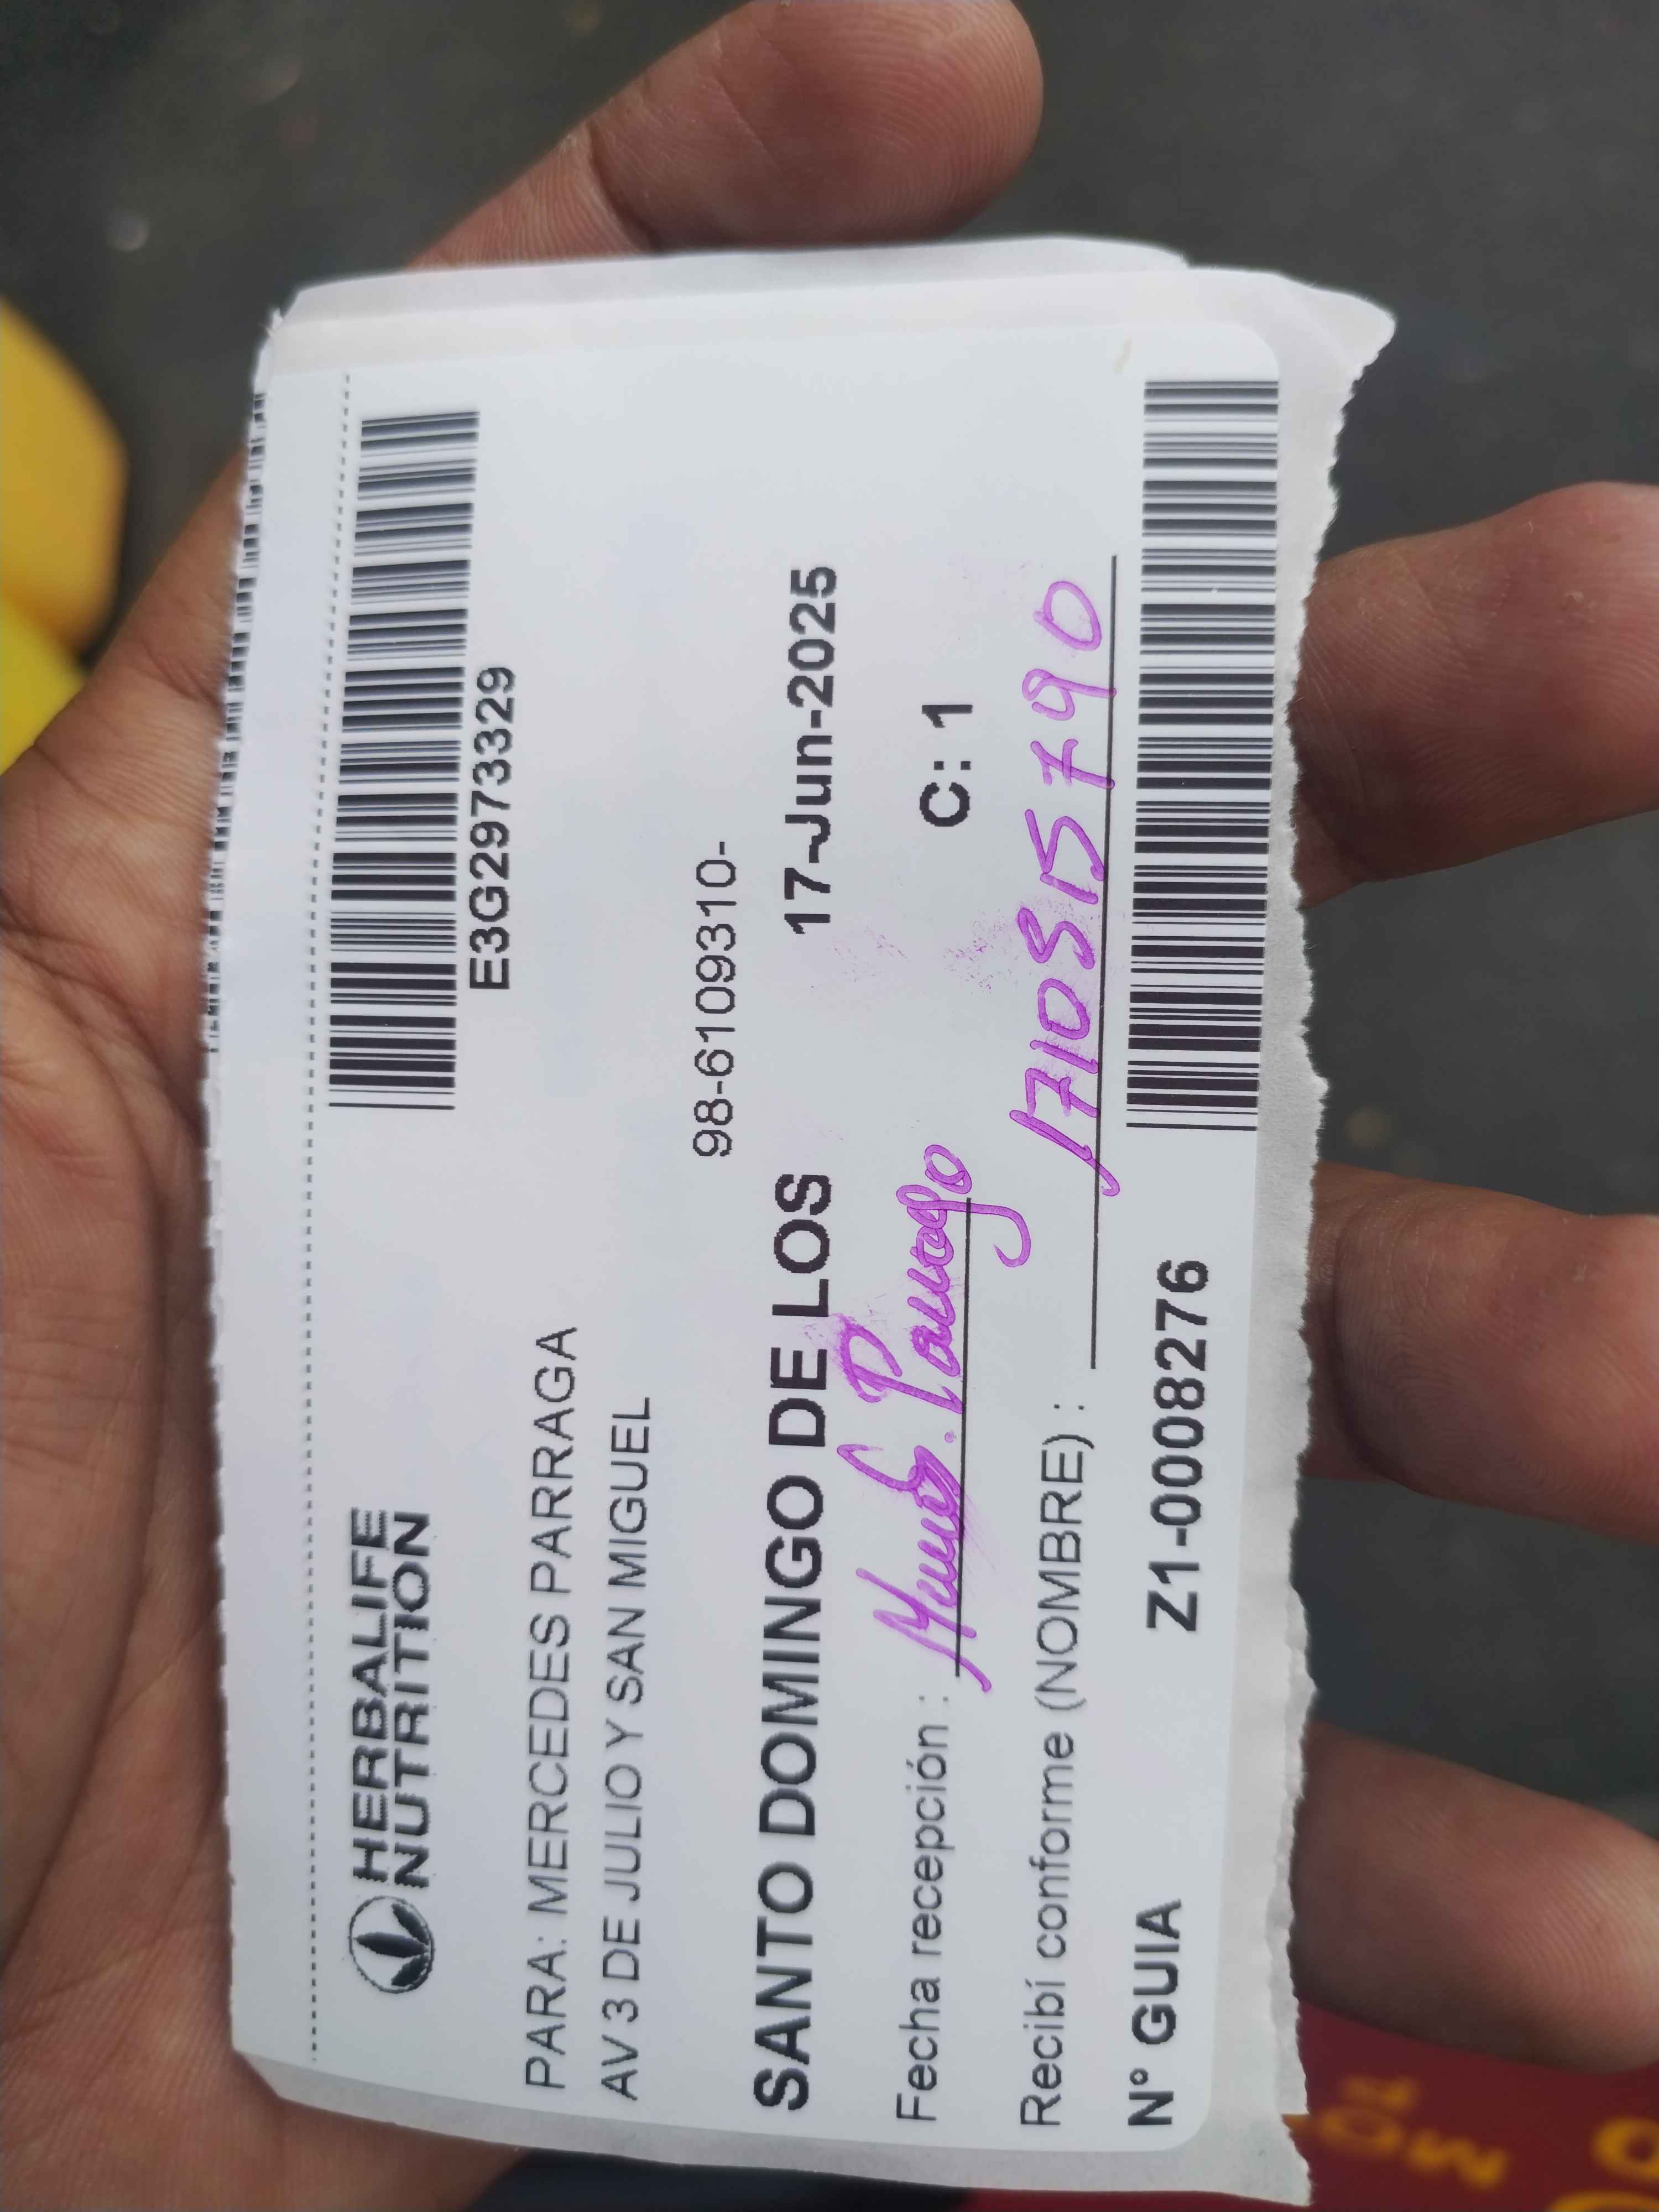 HERBALIFE
NUTRITION
E3G2973329
PARA: MERCEDES PARRAGA
AV 3 DE JULIO Y SAN MIGUEL
98-6109310-
SANTO DOMINGO DE LOS 17-Jun-2025
Fecha recepción : C: 1
Recibí conforme (NOMBRE) : 1710815790
N° GUIA Z1-0008276